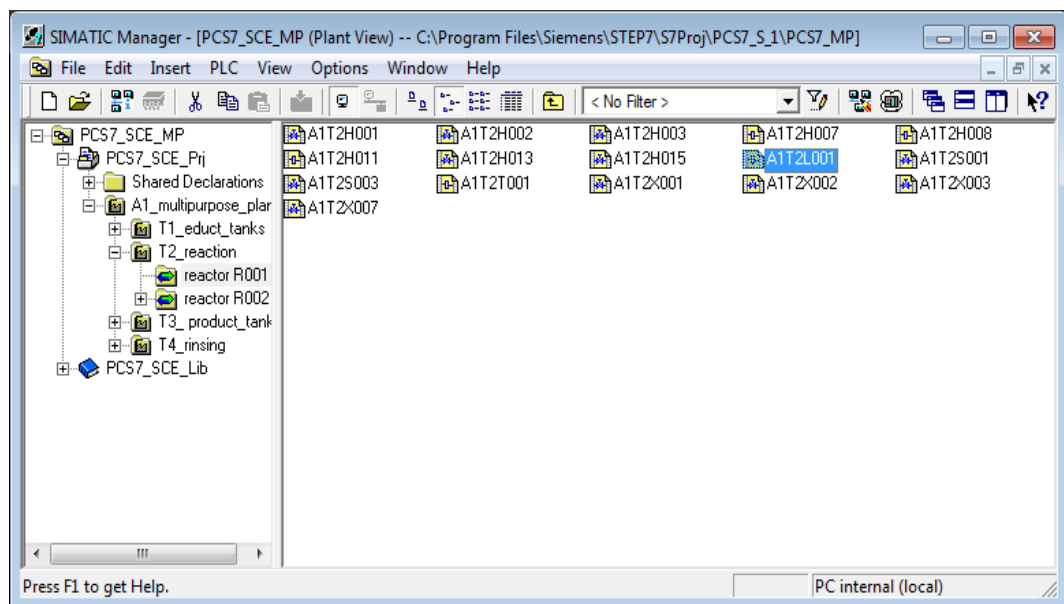 SIMATIC Manager - [PCS7_SCE_MP (Plant View) -- C:\Program Files\Siemens\STEP7\S7Proj\PCS7_S_1\PCS7_MP]
File Edit Insert PLC View Options Window Help
< No Filter >
PCS7_SCE_MP
PCS7_SCE_Prj
Shared Declarations
A1_multipurpose_plar
T1_educt_tanks
T2_reaction
reactor R001
reactor R002
T3_ product_tank
T4_rinsing
PCS7_SCE_Lib
A1T2H001 A1T2H002 A1T2H003 A1T2H007 A1T2H008
A1T2H011 A1T2H013 A1T2H015 A1T2L001 A1T2S001
A1T2S003 A1T2T001 A1T2X001 A1T2X002 A1T2X003
A1T2X007
Press F1 to get Help. PC internal (local)